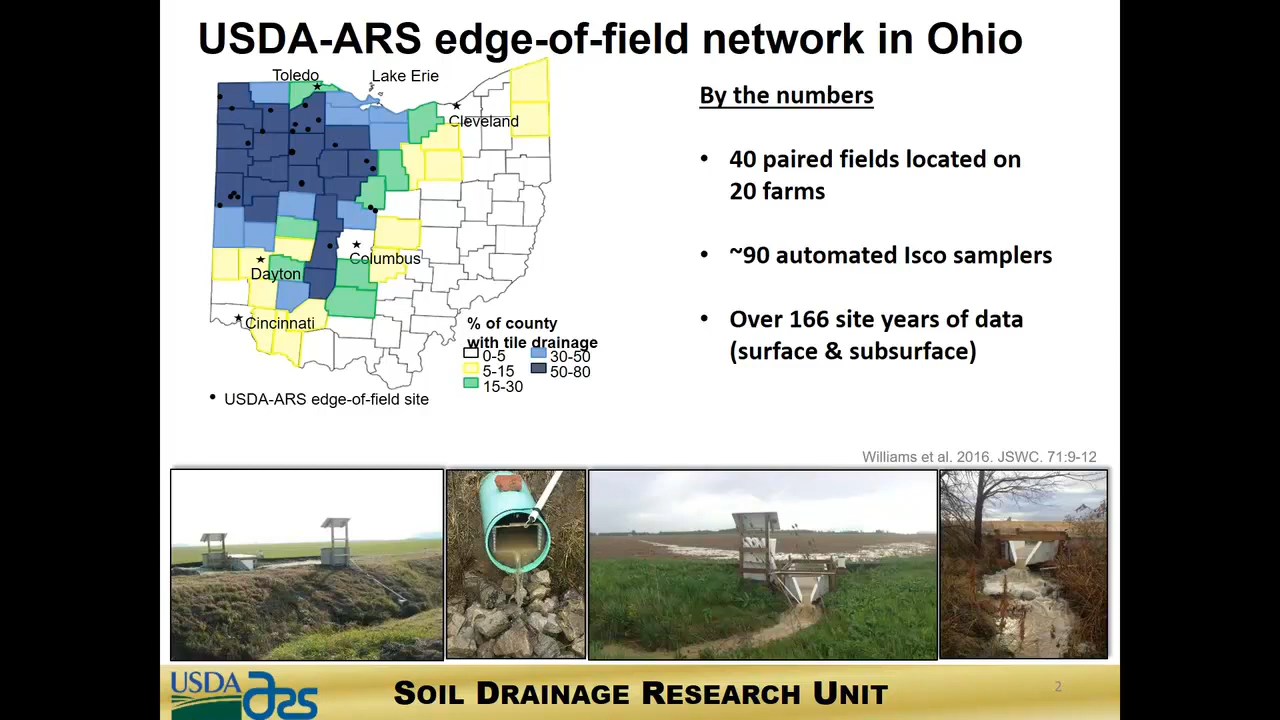 USDA-ARS edge-of-field network in Ohio
Toledo
Lake Erie
Cleveland
Columbus
Dayton
Cincinnati
% of county
with tile drainage
0-5
5-15
15-30
30-50
50-80
• USDA-ARS edge-of-field site
By the numbers
• 40 paired fields located on
20 farms
• ~90 automated Isco samplers
• Over 166 site years of data
(surface & subsurface)
Williams et al. 2016. JSWC. 71:9-12
USDA ars
SOIL DRAINAGE RESEARCH UNIT
2